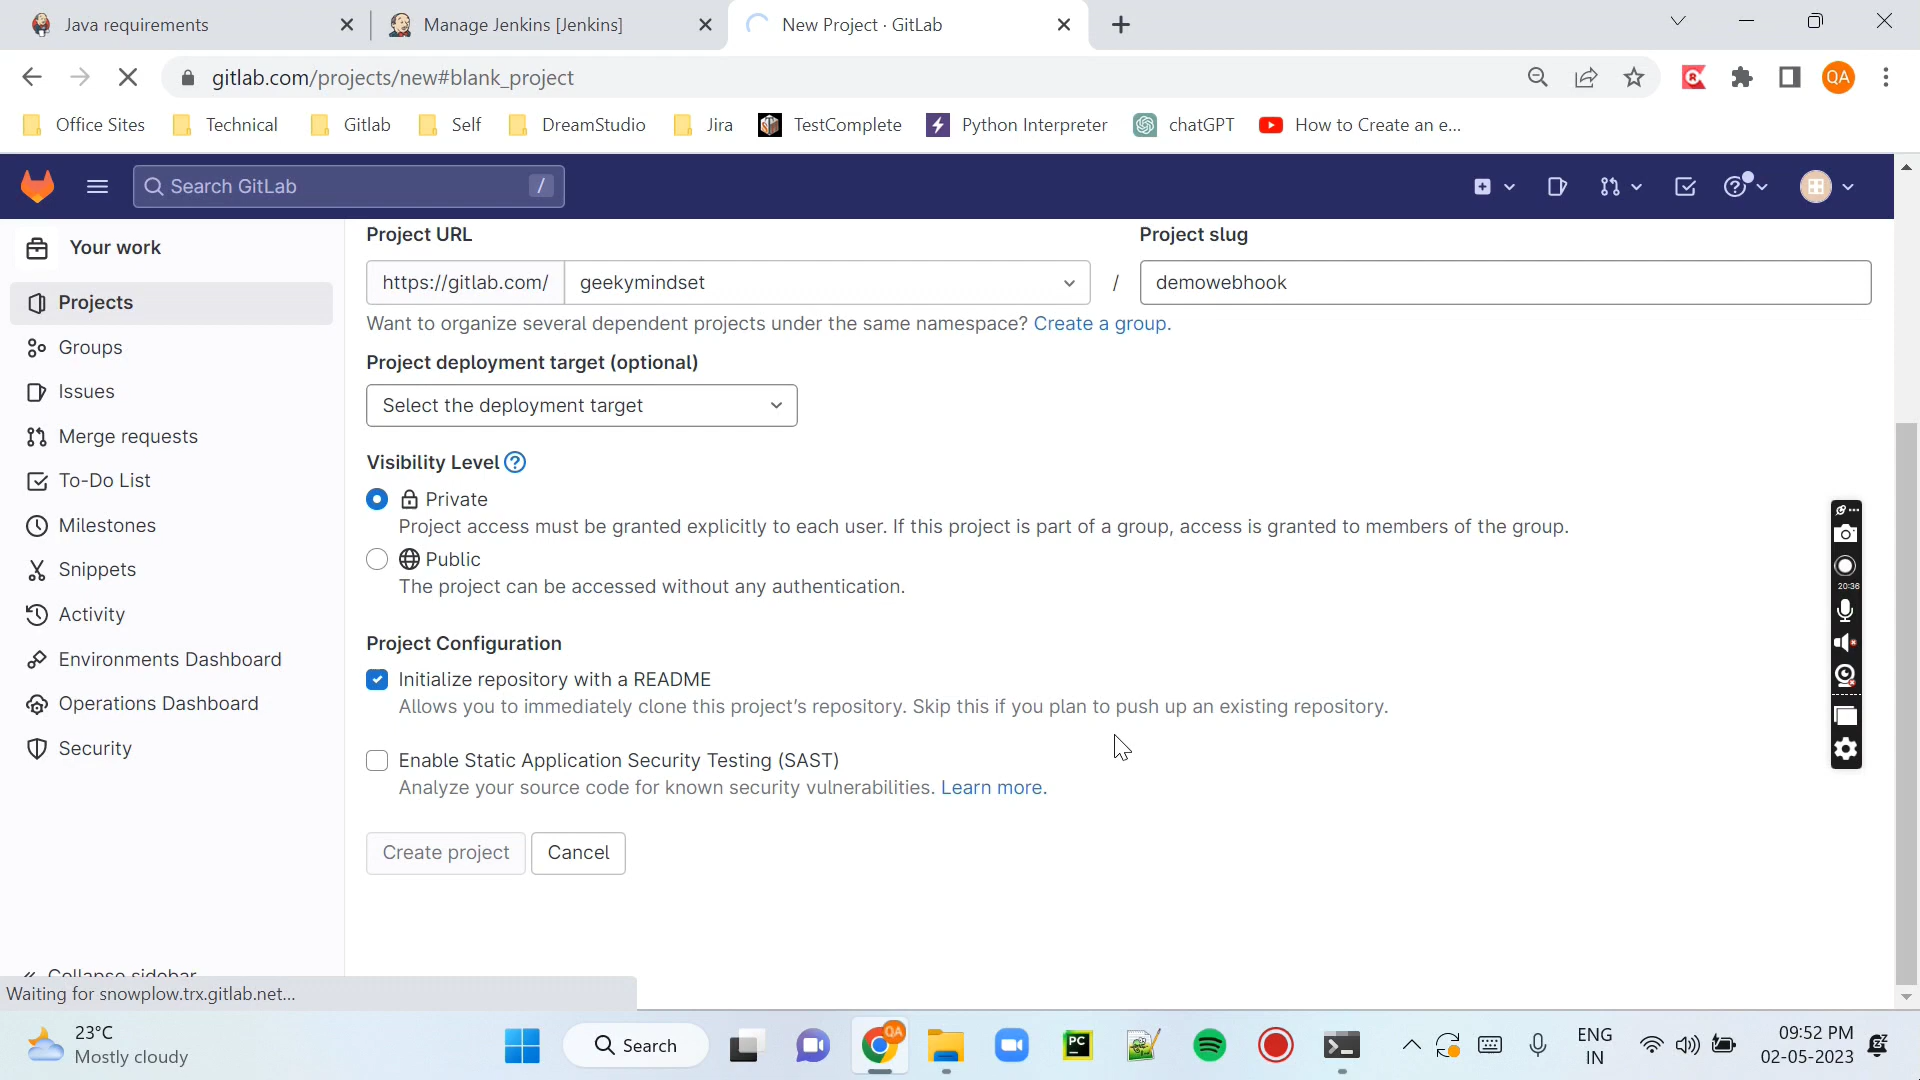 Java requirements
Manage Jenkins [Jenkins]
New Project · GitLab
gitlab.com/projects/new#blank_project
QA
Office Sites
Technical
Gitlab
Self
DreamStudio
Jira
TestComplete
Python Interpreter
chatGPT
How to Create an e...
Search GitLab
/
Your work
Projects
Groups
Issues
Merge requests
To-Do List
Milestones
Snippets
Activity
Environments Dashboard
Operations Dashboard
Security
Collapse sidebar
Project URL
Project slug
https://gitlab.com/
geekymindset
/
demowebhook
Want to organize several dependent projects under the same namespace? Create a group.
Project deployment target (optional)
Select the deployment target
Visibility Level
Private
Project access must be granted explicitly to each user. If this project is part of a group, access is granted to members of the group.
Public
The project can be accessed without any authentication.
Project Configuration
Initialize repository with a README
Allows you to immediately clone this project's repository. Skip this if you plan to push up an existing repository.
Enable Static Application Security Testing (SAST)
Analyze your source code for known security vulnerabilities. Learn more.
Create project
Cancel
20:36
Waiting for snowplow.trx.gitlab.net...
23°C
Mostly cloudy
Search
QA
PC
ENG
IN
09:52 PM
02-05-2023